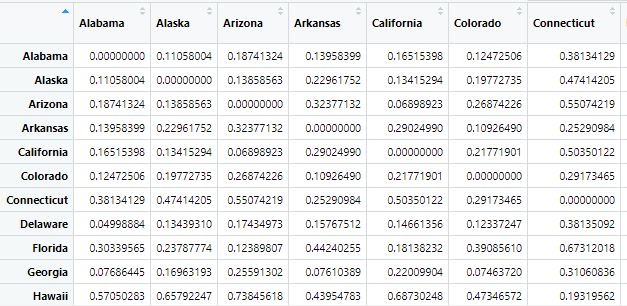 Alabama Alaska Arizona Arkansas California Colorado Connecticut
Alabama 0.00000000 0.11058004 0.18741324 0.13958399 0.16515398 0.12472506 0.38134129
Alaska 0.11058004 0.00000000 0.13858563 0.22961752 0.13415294 0.19772735 0.47414205
Arizona 0.18741324 0.13858563 0.00000000 0.32377132 0.06898923 0.26874226 0.55074219
Arkansas 0.13958399 0.22961752 0.32377132 0.00000000 0.29024990 0.10926490 0.25290984
California 0.16515398 0.13415294 0.06898923 0.29024990 0.00000000 0.21771901 0.50350122
Colorado 0.12472506 0.19772735 0.26874226 0.10926490 0.21771901 0.00000000 0.29173465
Connecticut 0.38134129 0.47414205 0.55074219 0.25290984 0.50350122 0.29173465 0.00000000
Delaware 0.04998884 0.13439310 0.17434973 0.15767512 0.14661356 0.12337247 0.38135092
Florida 0.30339565 0.23787774 0.12389807 0.44240255 0.18138232 0.39085610 0.67312018
Georgia 0.07686445 0.16963193 0.25591302 0.07610389 0.22009904 0.07463720 0.31060836
Hawaii 0.57050283 0.65792247 0.73845618 0.43954783 0.68730248 0.47346572 0.19319562